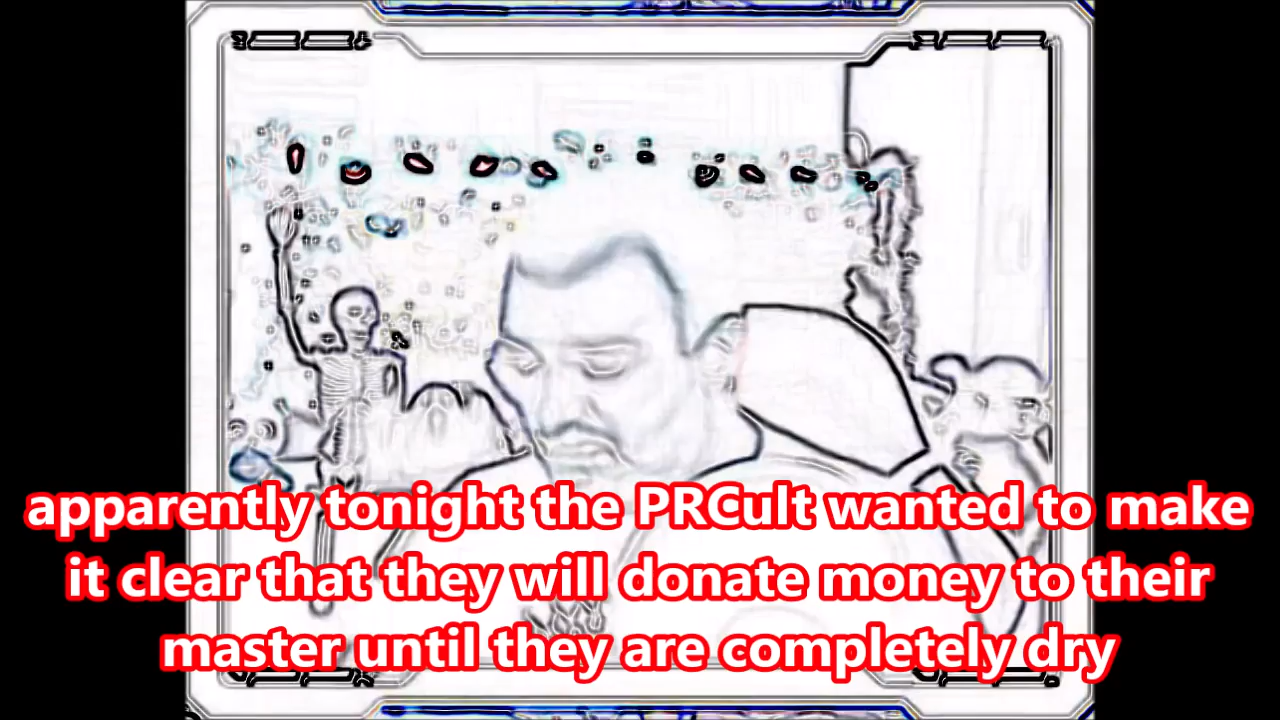 apparently tonight the PRCult wanted to make
it clear that they will donate money to their
master until they are completely dry